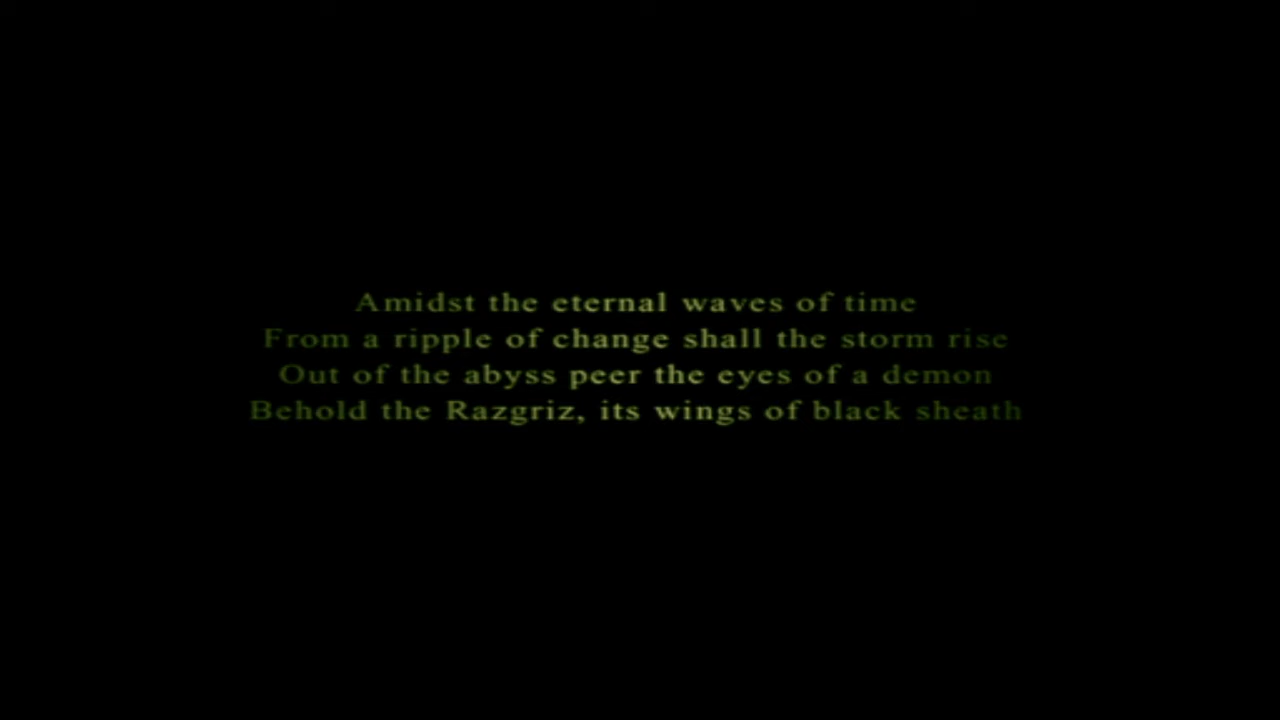 Amidst the eternal waves of time
From a ripple of change shall the storm rise
Out of the abyss peer the eyes of a demon
Behold the Razgriz, its wings of black sheath